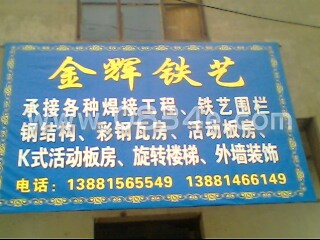 金辉铁艺
承接各种焊接工程、铁艺围栏
钢结构、彩钢瓦房、活动板房、
K式活动板房、旋转楼梯、外墙装饰
电话：13881565549 13881466149